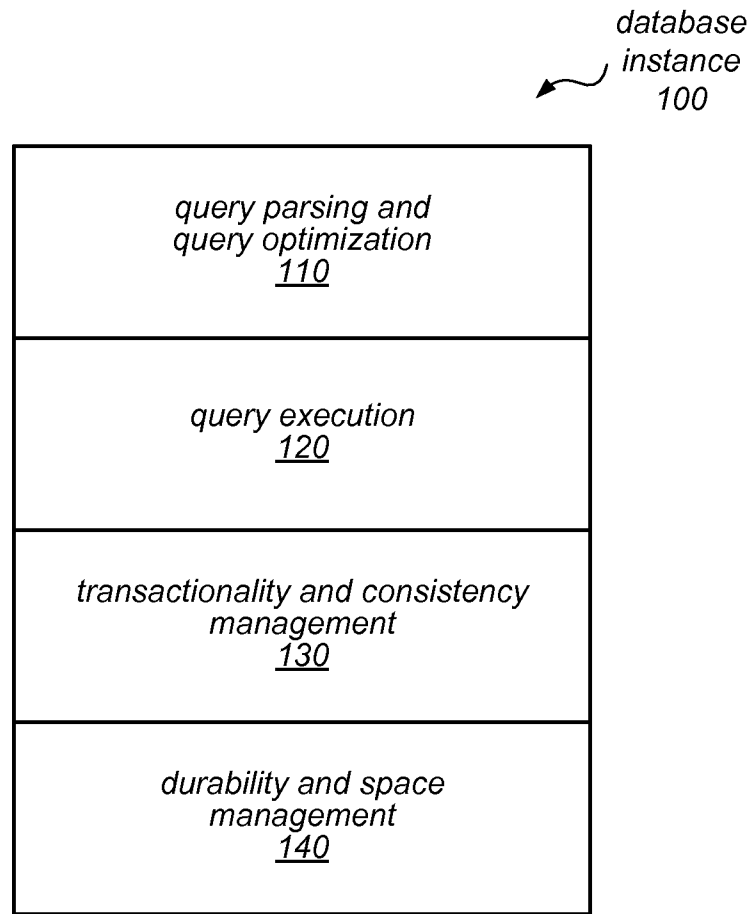 database
instance
100
query parsing and
query optimization
110
query execution
120
transactionality and consistency
management
130
durability and space
management
140